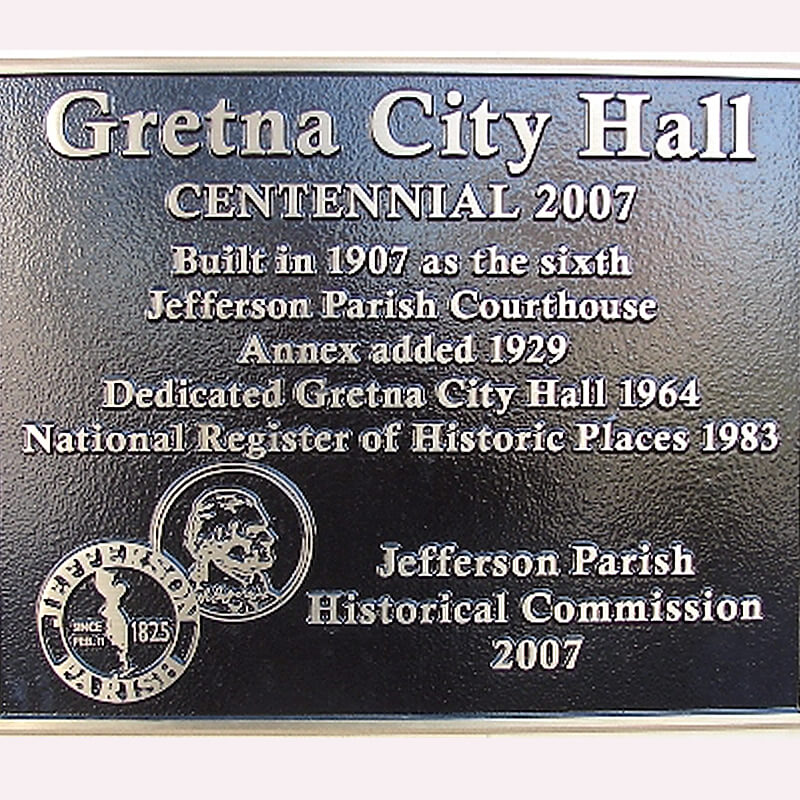 Gretna City Hall
CENTENNIAL 2007
Built in 1907 as the sixth
Jefferson Parish Courthouse
Annex added 1929
Dedicated Gretna City Hall 1964
National Register of Historic Places 1983
JEFFERSON
SINCE
FEB. 11
1825
PARISH
Jefferson Parish
Historical Commission
2007